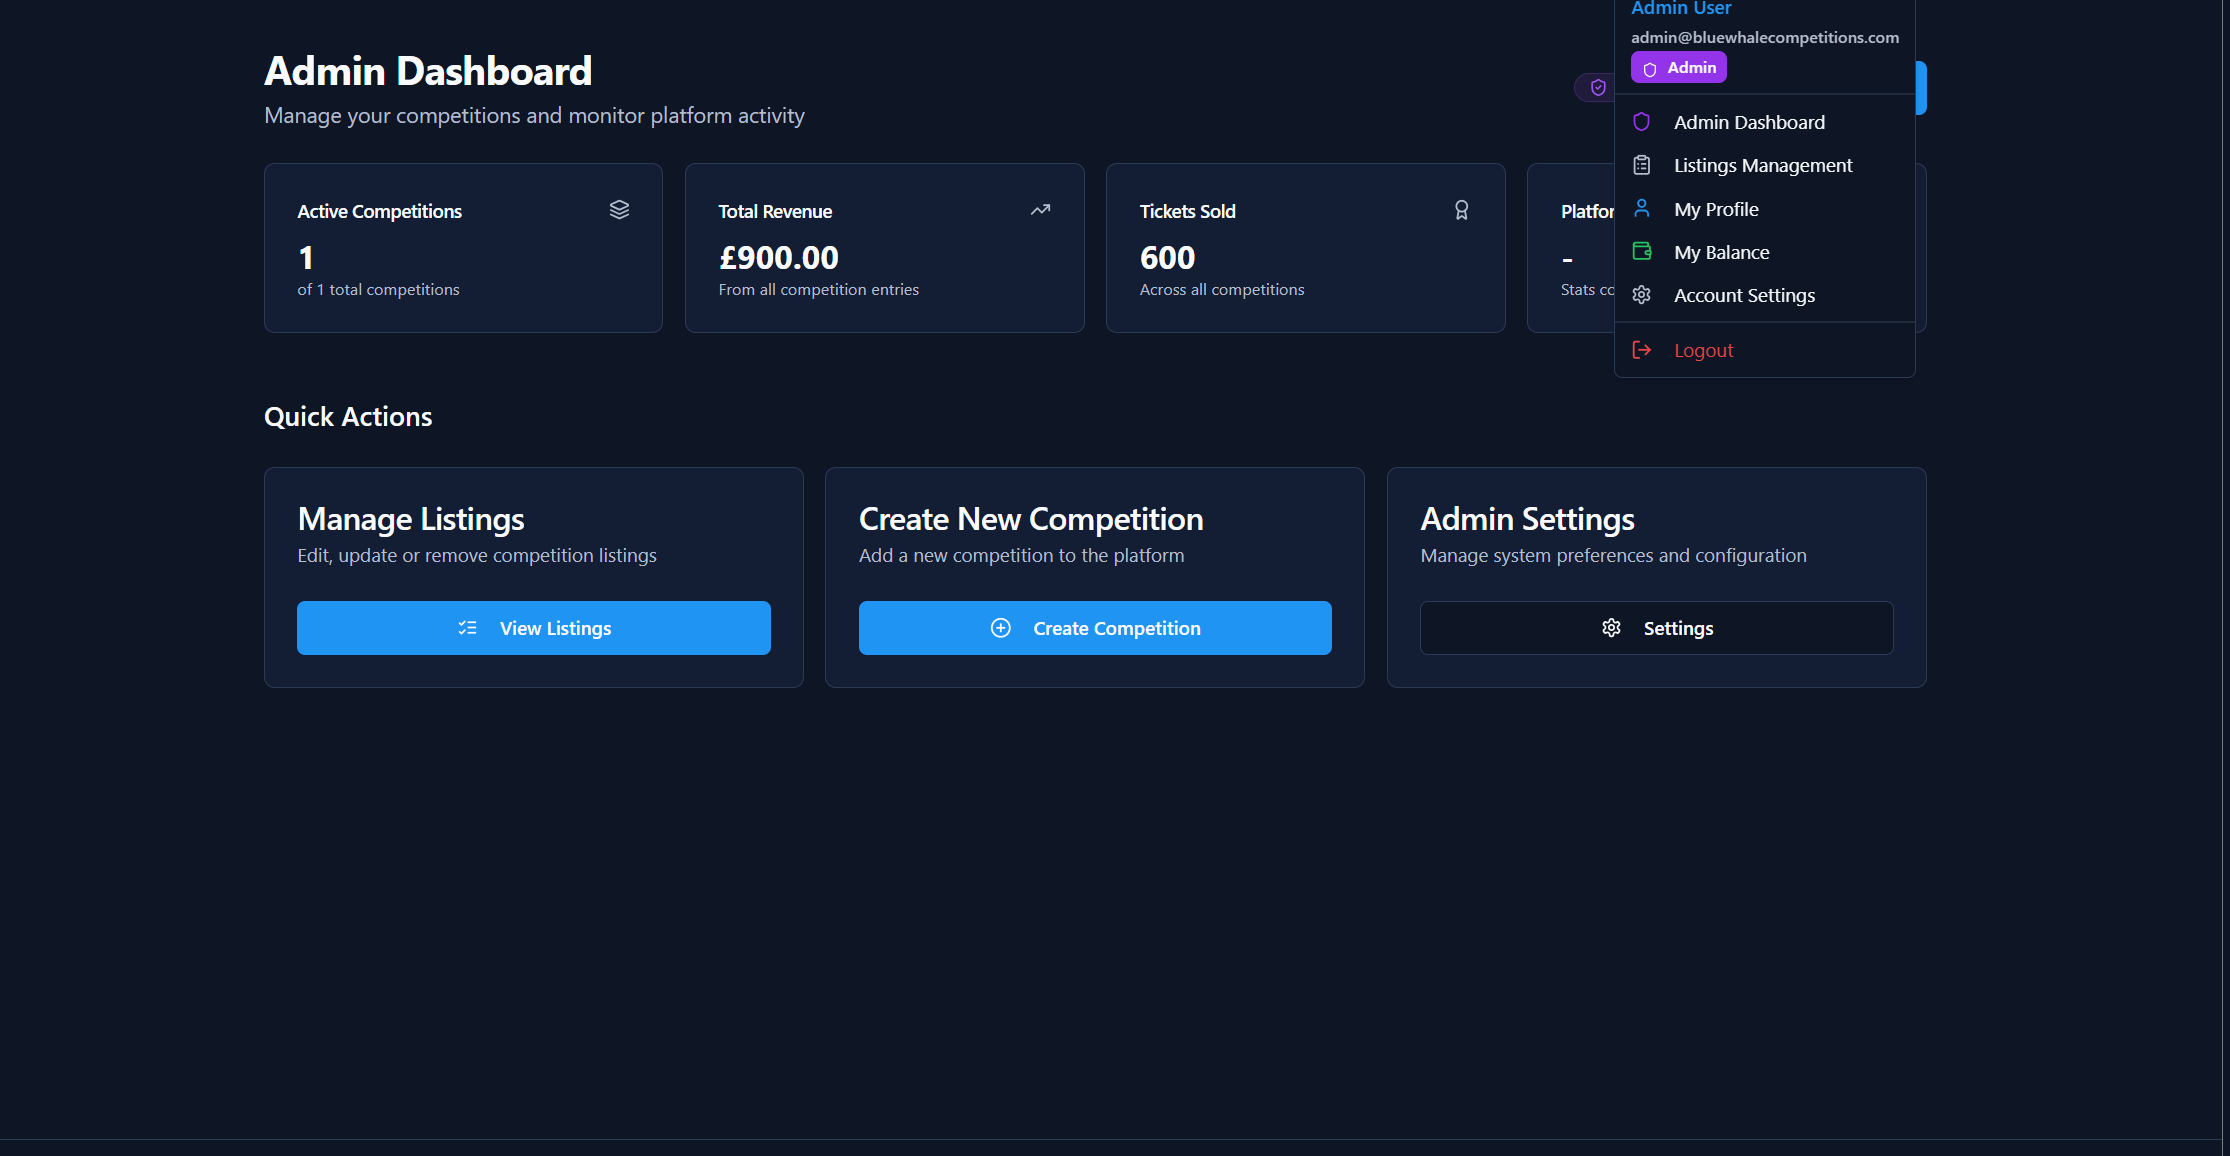 Admin User
admin@bluewhalecompetitions.com
Admin
Admin Dashboard
Listings Management
My Profile
My Balance
Account Settings
Logout
Admin Dashboard
Manage your competitions and monitor platform activity
Active Competitions
1
of 1 total competitions
Total Revenue
£900.00
From all competition entries
Tickets Sold
600
Across all competitions
-
Stats
Quick Actions
Manage Listings
Edit, update or remove competition listings
View Listings
Create New Competition
Add a new competition to the platform
Create Competition
Admin Settings
Manage system preferences and configuration
Settings